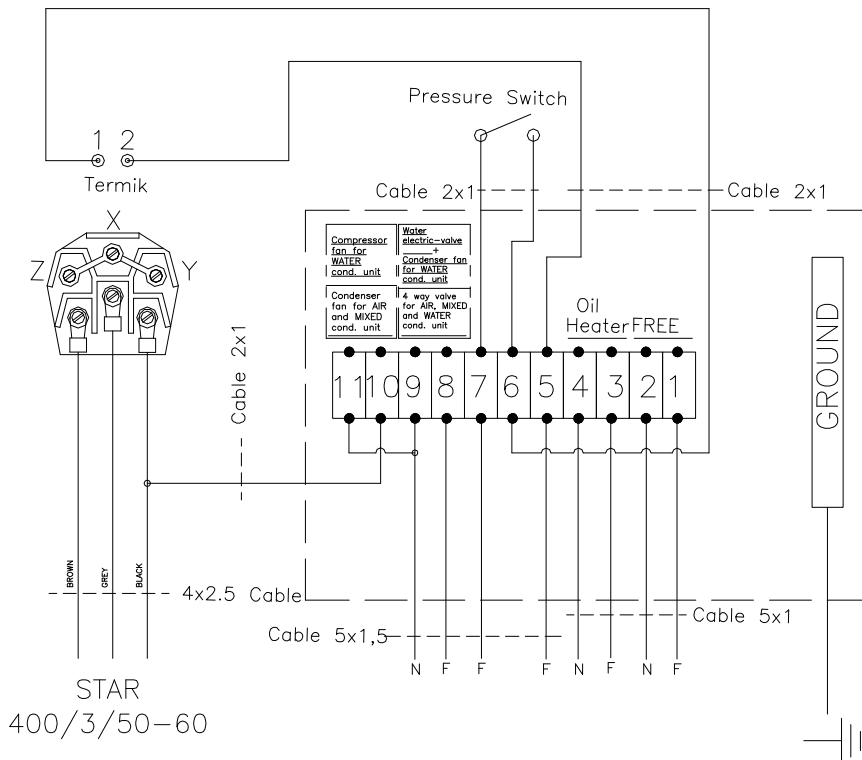 Pressure Switch
1 2
Termik
Cable 2x1
Cable 2x1
X
Z
Y
Compressor
fan for
WATER
cond. unit
Water
electric-valve
+
Condenser fan
for WATER
cond. unit
Condenser
fan for AIR
and MIXED
cond. unit
4 way valve
for AIR, MIXED
and WATER
cond. unit
Oil
Heater
FREE
11 10 9 8 7 6 5 4 3 2 1
Cable 2x1
GROUND
BROWN
GREY
BLACK
4x2.5 Cable
Cable 5x1,5
Cable 5x1
N F F F N F N F
STAR
400/3/50-60